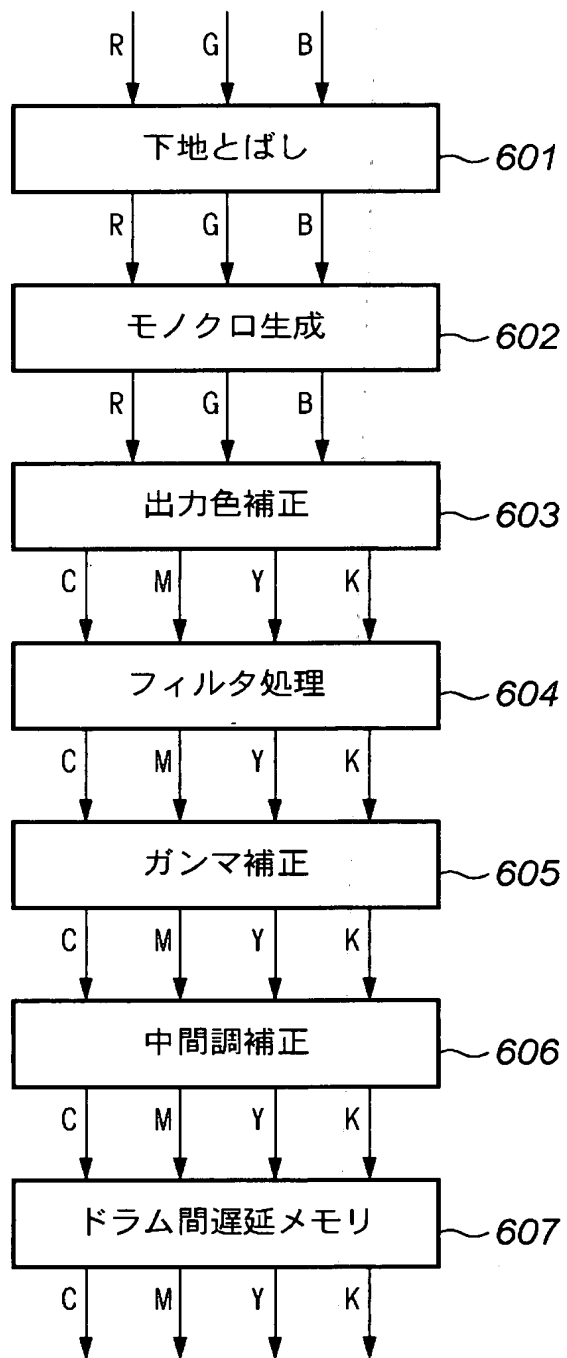 R G B
下地とばし 601
R G B
モノクロ生成 602
R G B
出力色補正 603
C M Y K
フィルタ処理 604
C M Y K
ガンマ補正 605
C M Y K
中間調補正 606
C M Y K
ドラム間遅延メモリ 607
C M Y K